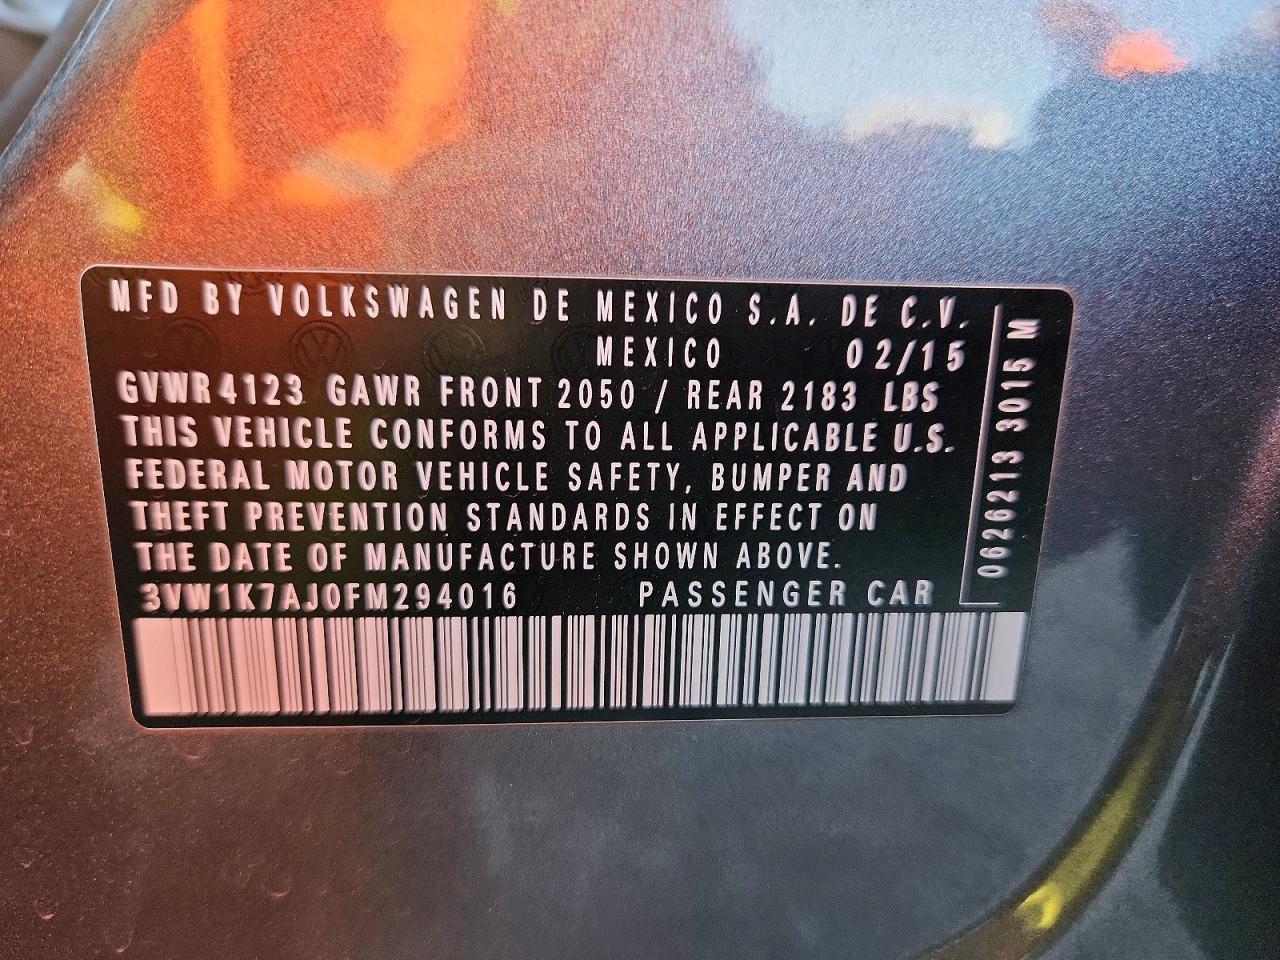 MFD BY VOLKSWAGEN DE MEXICO S.A. DE C.V.
MEXICO 02/15
GVWR 4123 GAWR FRONT 2050 / REAR 2183 LBS
THIS VEHICLE CONFORMS TO ALL APPLICABLE U.S.
FEDERAL MOTOR VEHICLE SAFETY, BUMPER AND
THEFT PREVENTION STANDARDS IN EFFECT ON
THE DATE OF MANUFACTURE SHOWN ABOVE.
3VW1K7AJ0FM294016 PASSENGER CAR
0626213 3015 M